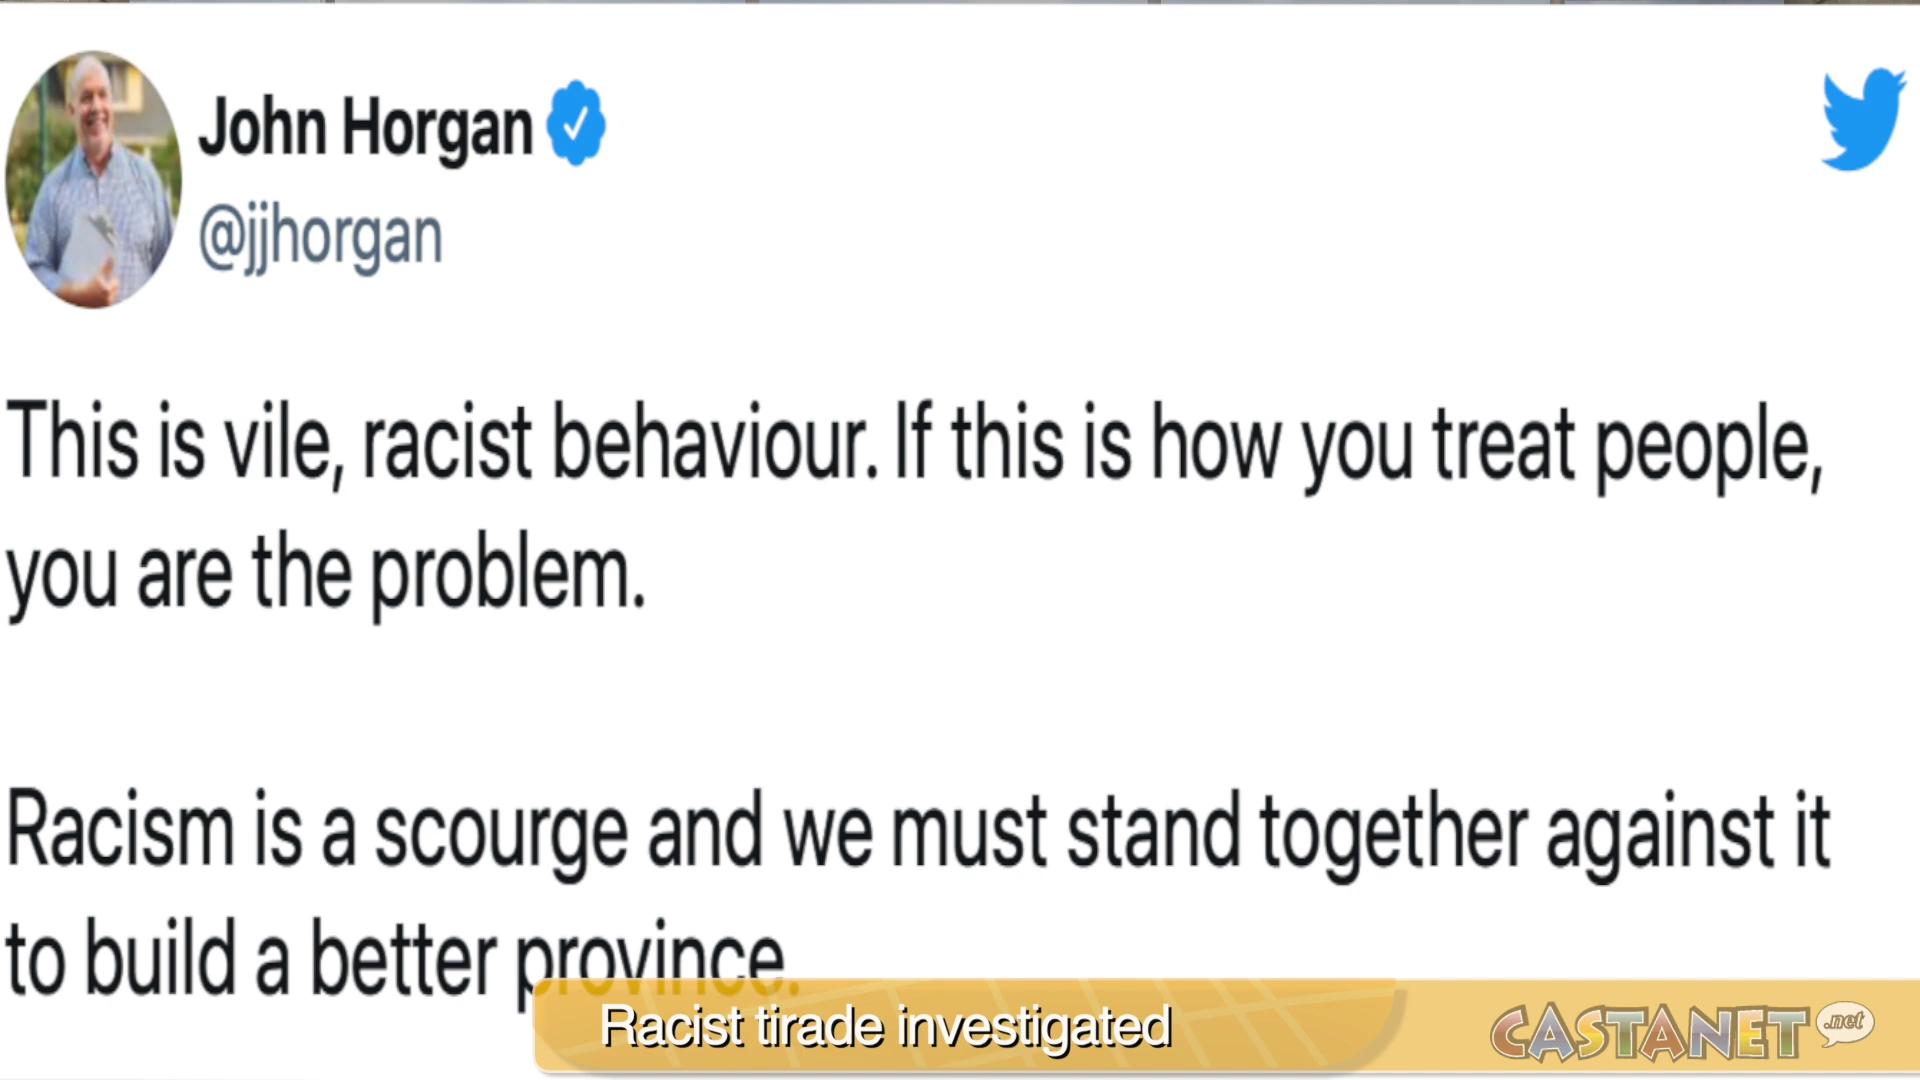 John Horgan
@jjhorgan
This is vile, racist behaviour. If this is how you treat people,
you are the problem.
Racism is a scourge and we must stand together against it
to build a better province.
Racist tirade investigated
CASTANET .net